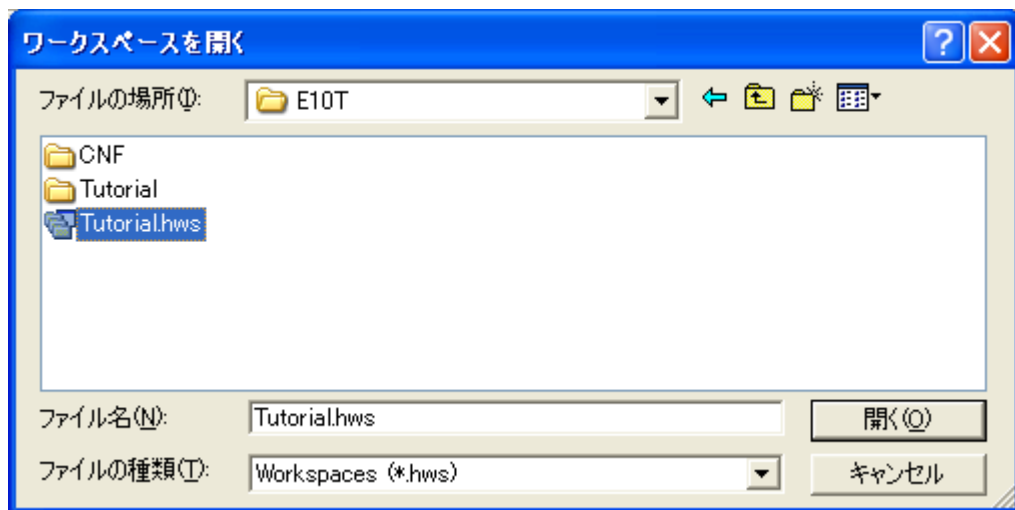 ワークスペースを開く
ファイルの場所(I): E10T
CNF
Tutorial
Tutorial.hws
ファイル名(N): Tutorial.hws 開く(O)
ファイルの種類(T): Workspaces (*.hws) キャンセル